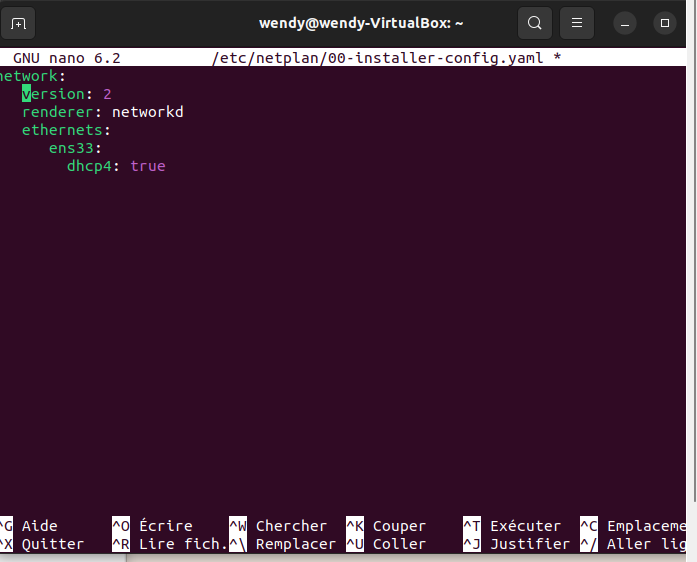 wendy@wendy-VirtualBox: ~
GNU nano 6.2 /etc/netplan/00-installer-config.yaml *
network:
version: 2
renderer: networkd
ethernets:
ens33:
dhcp4: true
^G Aide ^O Écrire ^W Chercher ^K Couper ^T Exécuter ^C Emplaceme
^X Quitter ^R Lire fich. ^\ Remplacer ^U Coller ^J Justifier ^/ Aller lig